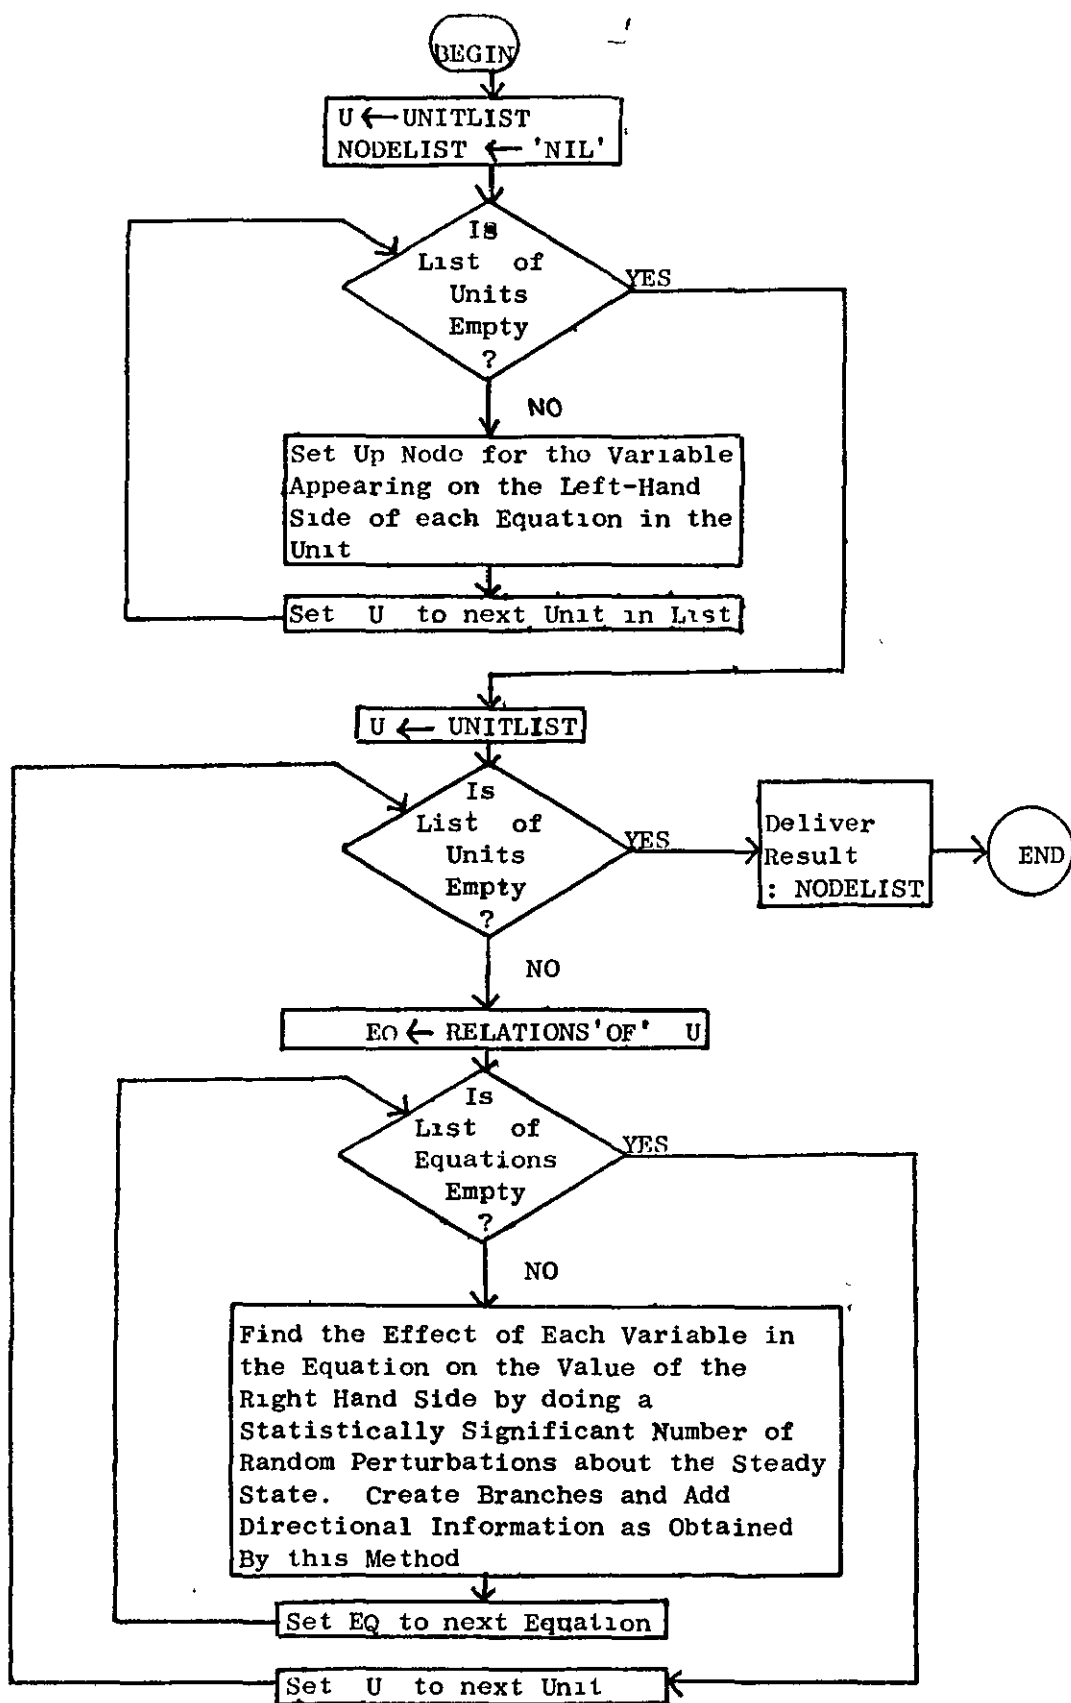 BEGIN
U ← UNITLIST
NODELIST ← 'NIL'
Is
List of
Units
Empty
?
YES
NO
Set Up Node for the Variable
Appearing on the Left-Hand
Side of each Equation in the
Unit
Set U to next Unit in List
U ← UNITLIST
Is
List of
Units
Empty
?
YES
Deliver
Result
: NODELIST
END
NO
EQ ← RELATIONS'OF' U
Is
List of
Equations
Empty
?
YES
NO
Find the Effect of Each Variable in
the Equation on the Value of the
Right Hand Side by doing a
Statistically Significant Number of
Random Perturbations about the Steady
State. Create Branches and Add
Directional Information as Obtained
By this Method
Set EQ to next Equation
Set U to next Unit